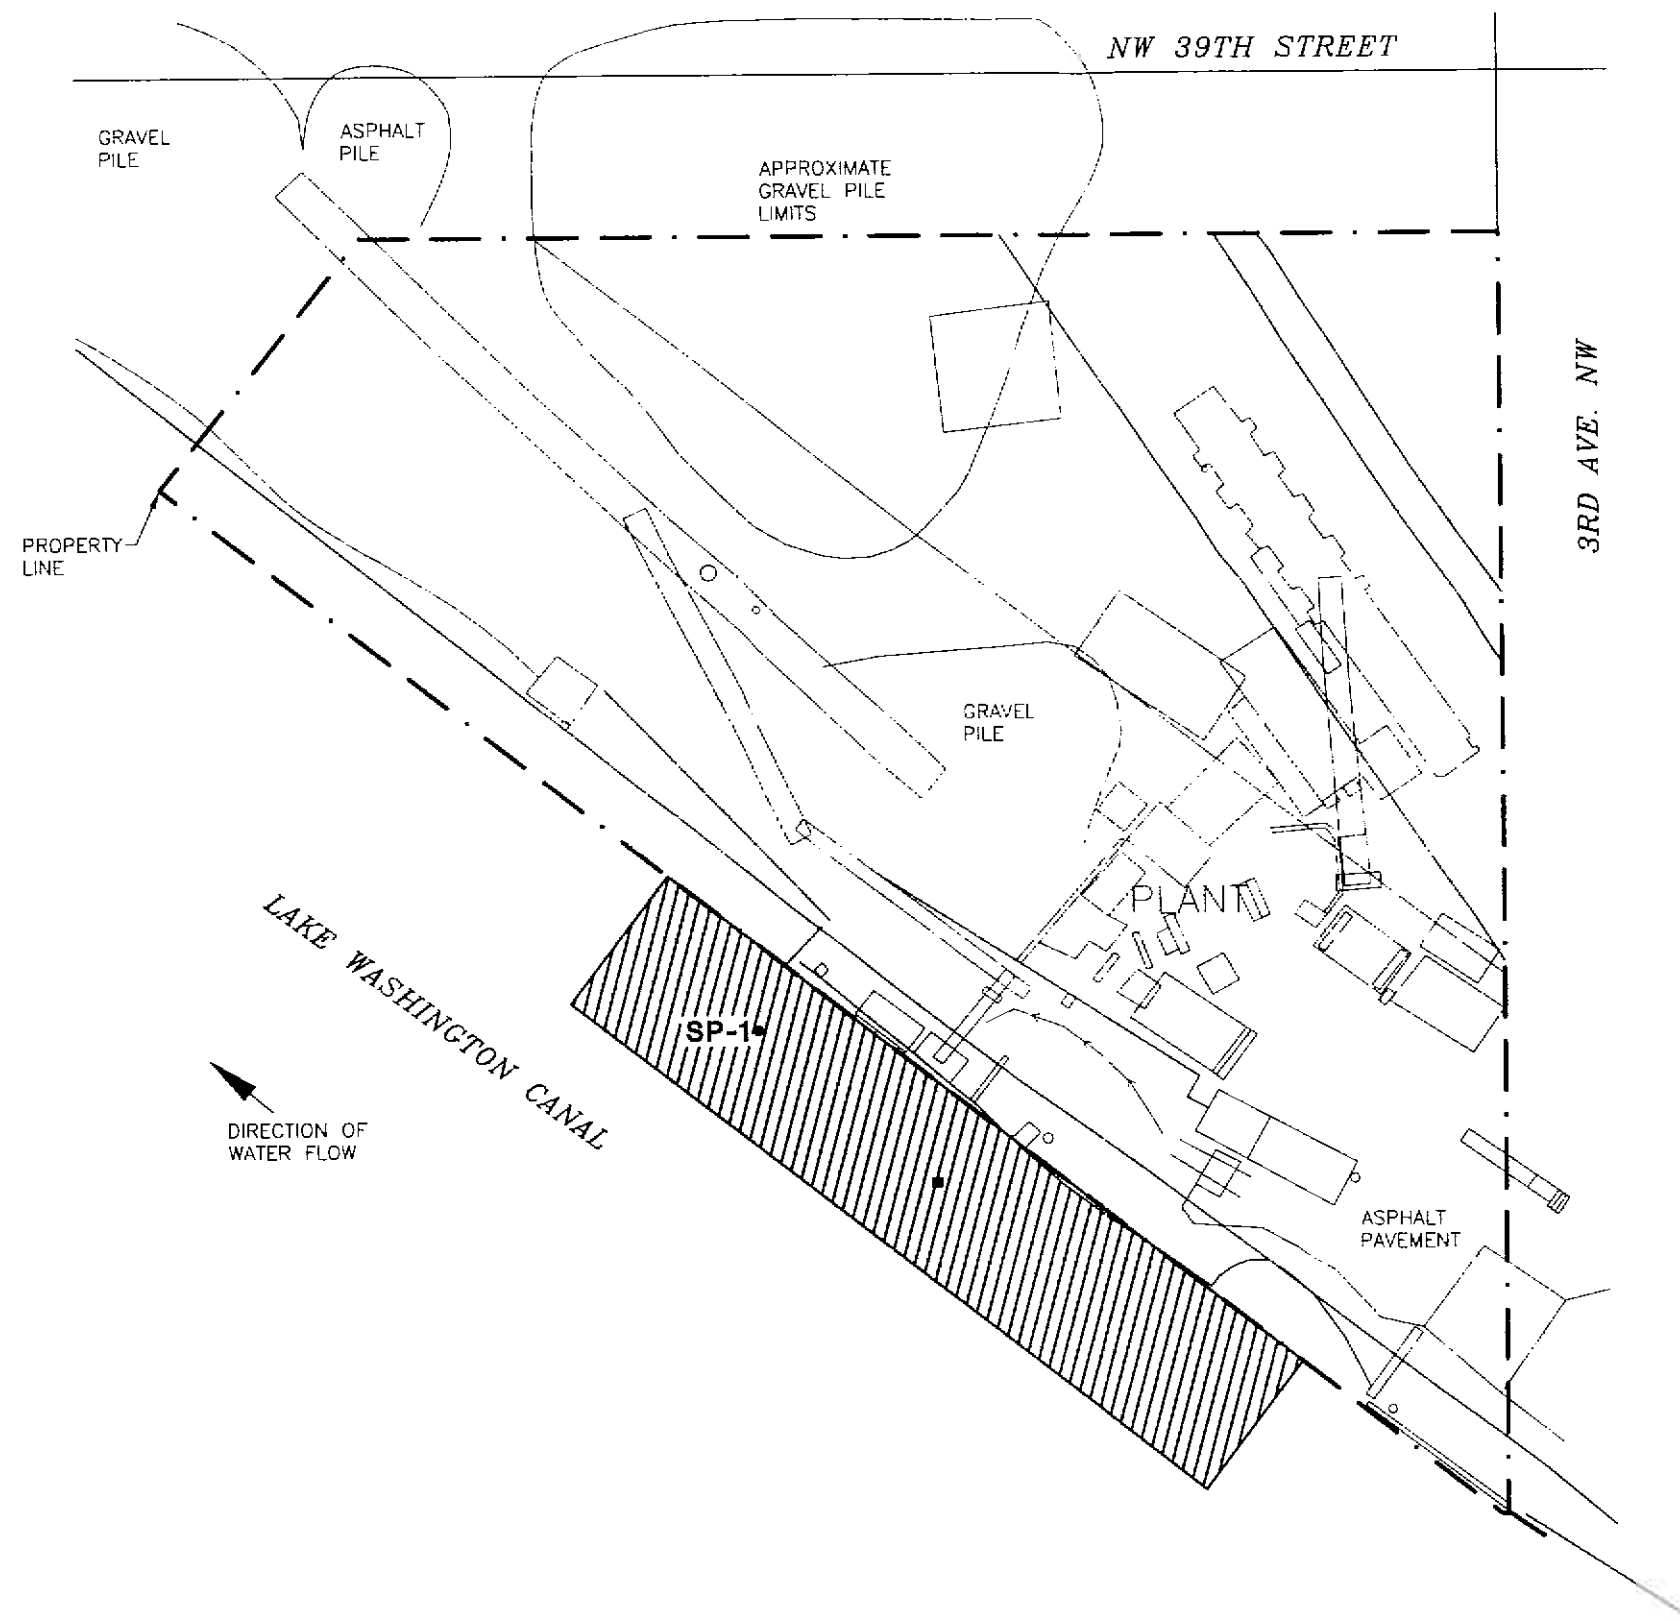 NW 39TH STREET
GRAVEL
PILE
ASPHALT
PILE
APPROXIMATE
GRAVEL PILE
LIMITS
3RD AVE. NW
PROPERTY
LINE
GRAVEL
PILE
PLANT
LAKE WASHINGTON CANAL
SP-1
DIRECTION OF
WATER FLOW
ASPHALT
PAVEMENT